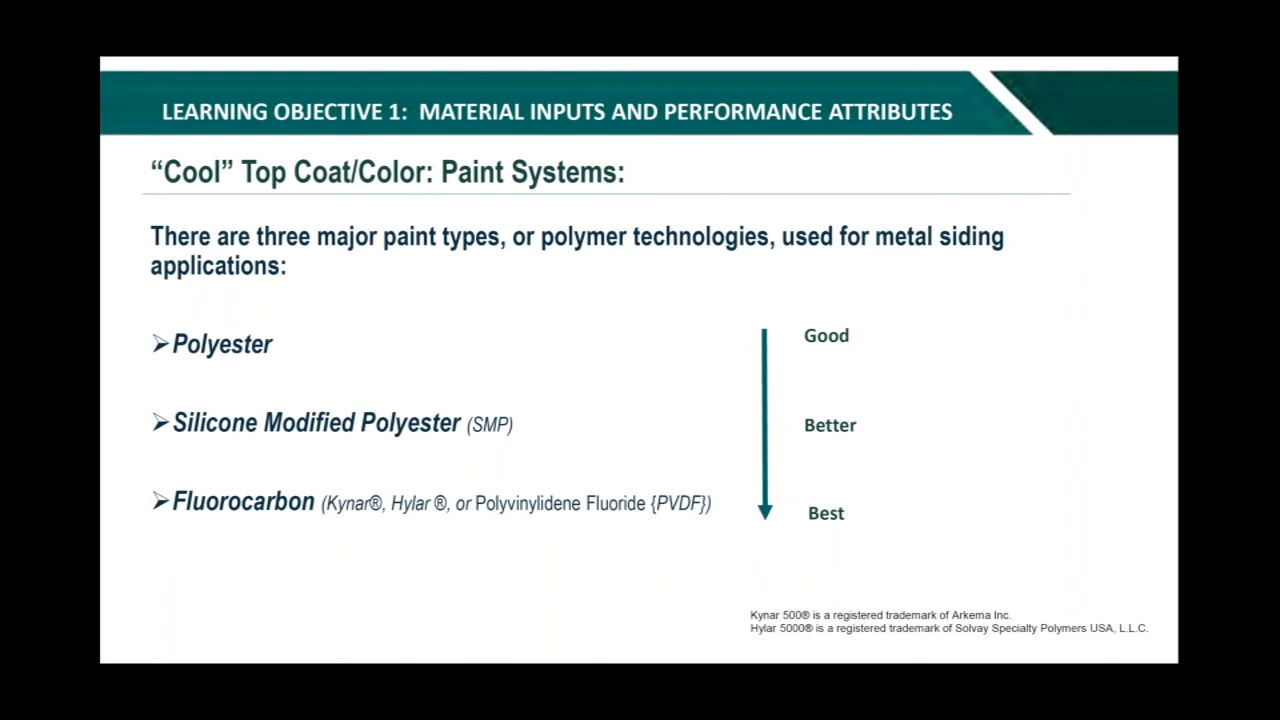 LEARNING OBJECTIVE 1: MATERIAL INPUTS AND PERFORMANCE ATTRIBUTES
“Cool” Top Coat/Color: Paint Systems:
There are three major paint types, or polymer technologies, used for metal siding
applications:
➢Polyester
Good
➢Silicone Modified Polyester (SMP)
Better
➢Fluorocarbon (Kynar®, Hylar ®, or Polyvinylidene Fluoride {PVDF})
Best
Kynar 500® is a registered trademark of Arkema Inc.
Hylar 5000® is a registered trademark of Solvay Specialty Polymers USA, L.L.C.